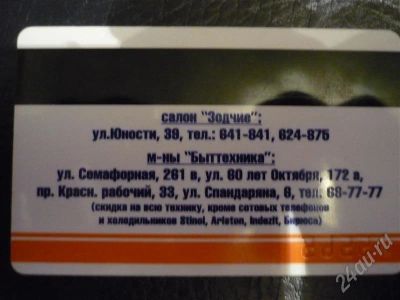 салон "Зодчие":
ул.Юности, 39, тел.: 641-841, 624-675
м-ны "Быттехника":
ул. Семафорная, 261 в, ул. 60 лет Октября, 172 а,
пр. Красн. рабочий, 33, ул. Спандаряна, 6, тел. 68-77-77
(скидка на всю технику, кроме сотовых телефонов
и холодильников Stinol, Ariston, Indezit, Бирюса)
24au.ru